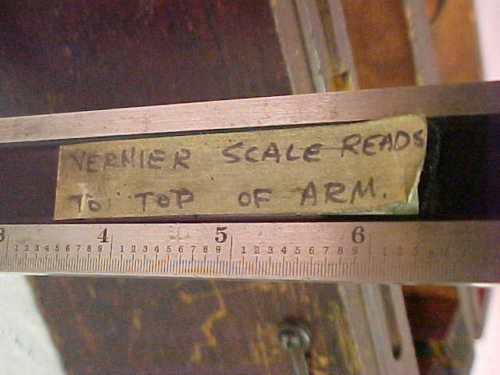 VERNIER SCALE READS
TO TOP OF ARM.
3 4 5 6
1 2 3 4 5 6 7 8 9 1 2 3 4 5 6 7 8 9 1 2 3 4 5 6 7 8 9